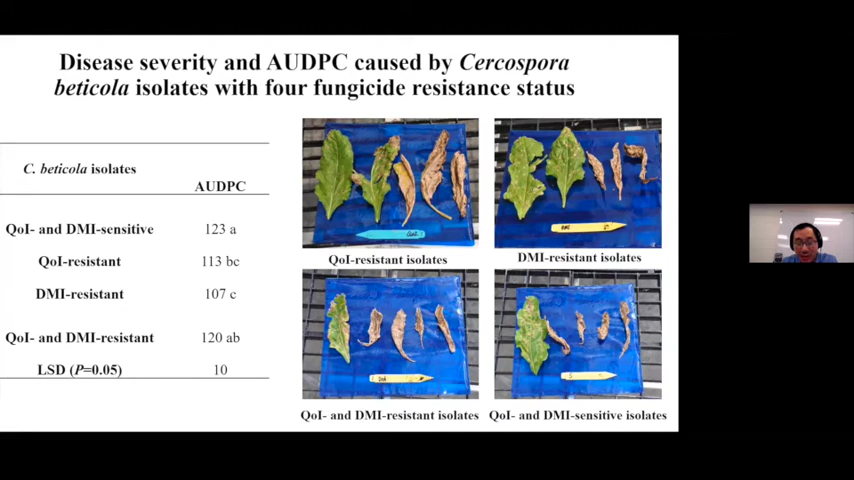 Disease severity and AUDPC caused by Cercospora
beticola isolates with four fungicide resistance status
C. beticola isolates
AUDPC
QoI- and DMI-sensitive 123 a
QoI-resistant 113 bc
DMI-resistant 107 c
QoI- and DMI-resistant 120 ab
LSD (P=0.05) 10
QoI-resistant isolates
DMI-resistant isolates
QoI- and DMI-resistant isolates
QoI- and DMI-sensitive isolates